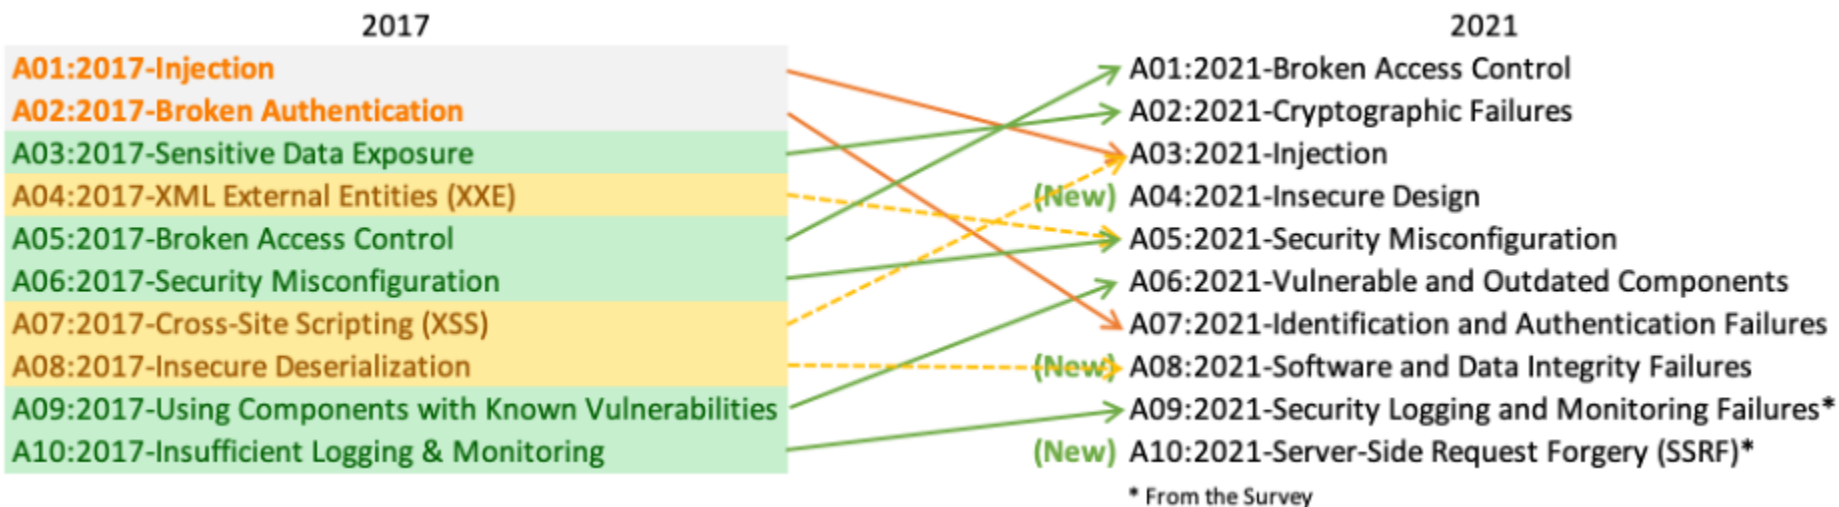 2017
A01:2017-Injection
A02:2017-Broken Authentication
A03:2017-Sensitive Data Exposure
A04:2017-XML External Entities (XXE)
A05:2017-Broken Access Control
A06:2017-Security Misconfiguration
A07:2017-Cross-Site Scripting (XSS)
A08:2017-Insecure Deserialization
A09:2017-Using Components with Known Vulnerabilities
A10:2017-Insufficient Logging & Monitoring
2021
A01:2021-Broken Access Control
A02:2021-Cryptographic Failures
A03:2021-Injection
(New) A04:2021-Insecure Design
A05:2021-Security Misconfiguration
A06:2021-Vulnerable and Outdated Components
A07:2021-Identification and Authentication Failures
(New) A08:2021-Software and Data Integrity Failures
A09:2021-Security Logging and Monitoring Failures*
(New) A10:2021-Server-Side Request Forgery (SSRF)*
* From the Survey